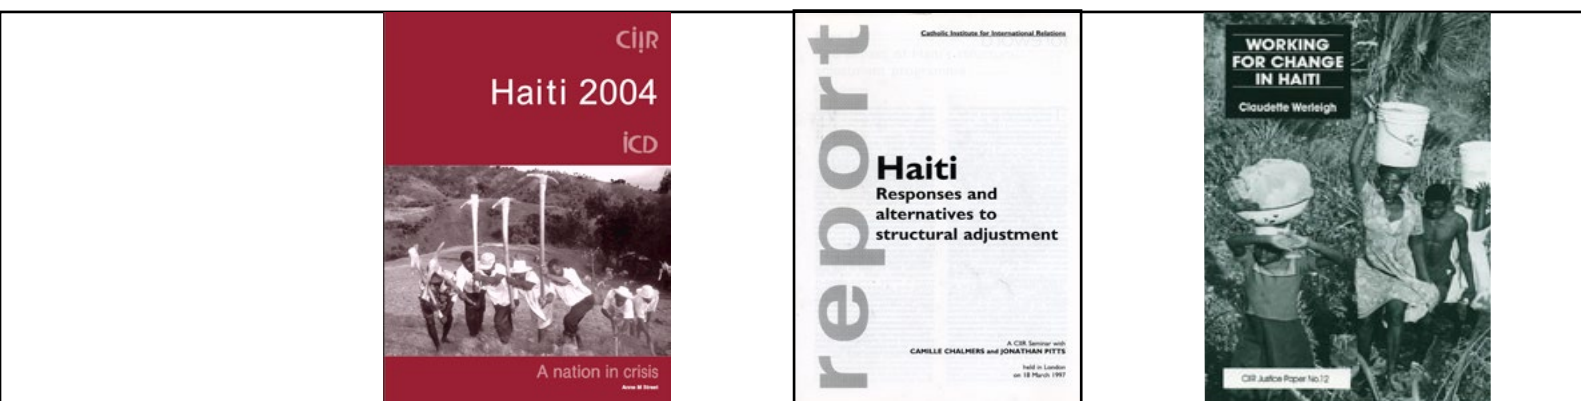 CIIR
Haiti 2004
ICD
A nation in crisis
Anne M Street
report
Catholic Institute for International Relations
Haiti
Responses and
alternatives to
structural adjustment
A CIIR Seminar with
CAMILLE CHALMERS and JONATHAN PITTS
held in London
on 18 March 1997
WORKING
FOR CHANGE
IN HAITI
Claudette Werleigh
CIIR Justice Paper No.12